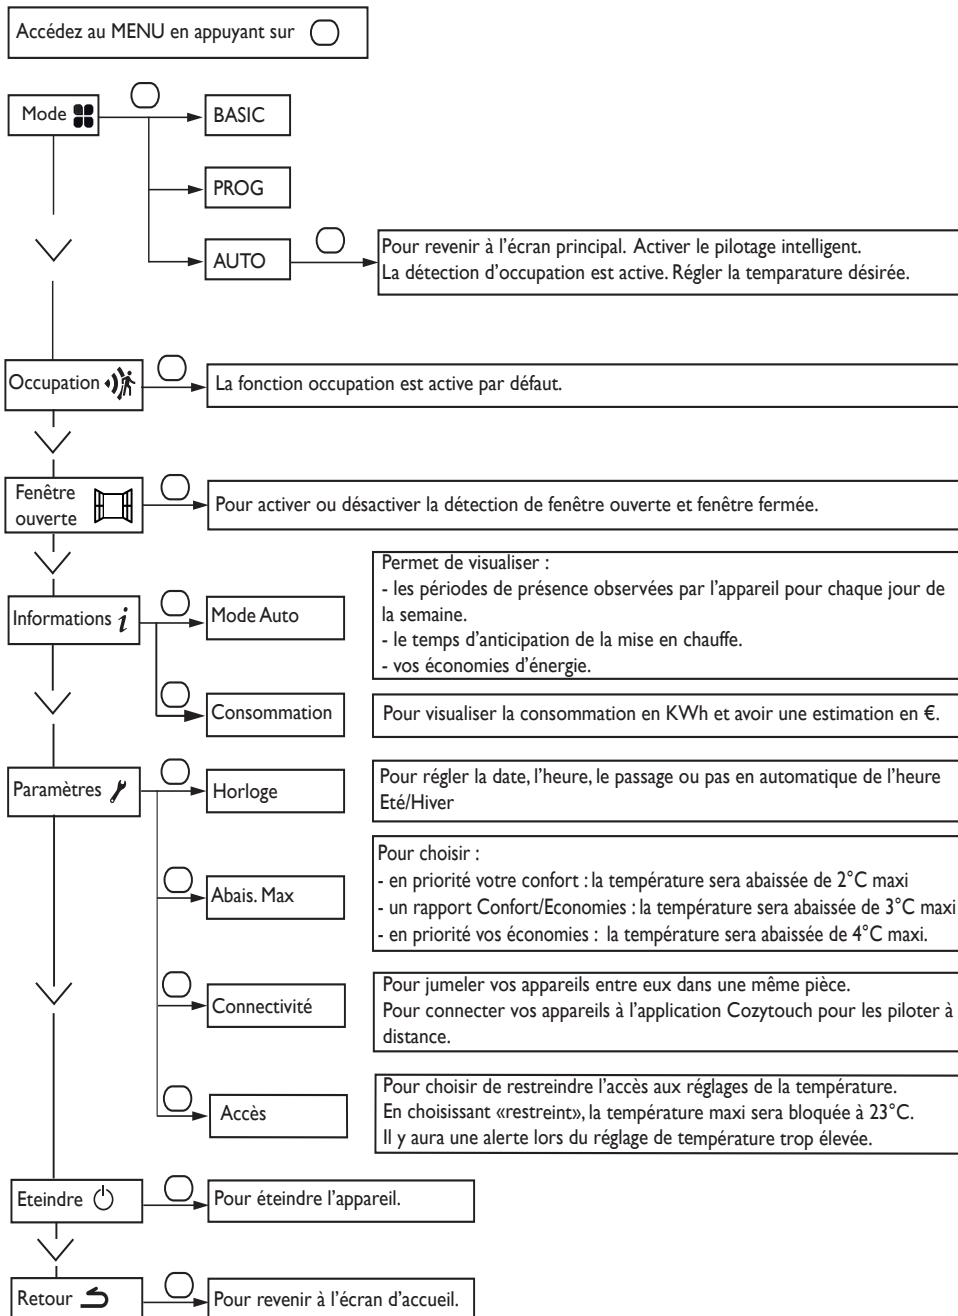 Accédez au MENU en appuyant sur
Mode
BASIC
PROG
AUTO
Pour revenir à l'écran principal. Activer le pilotage intelligent.
La détection d'occupation est active. Régler la temparature désirée.
Occupation
La fonction occupation est active par défaut.
Fenêtre
ouverte
Pour activer ou désactiver la détection de fenêtre ouverte et fenêtre fermée.
Informations i
Mode Auto
Permet de visualiser :
- les périodes de présence observées par l'appareil pour chaque jour de
la semaine.
- le temps d'anticipation de la mise en chauffe.
- vos économies d'énergie.
Consommation
Pour visualiser la consommation en KWh et avoir une estimation en €.
Paramètres
Horloge
Pour régler la date, l'heure, le passage ou pas en automatique de l'heure
Eté/Hiver
Abais. Max
Pour choisir :
- en priorité votre confort : la température sera abaissée de 2°C maxi
- un rapport Confort/Economies : la température sera abaissée de 3°C maxi
- en priorité vos économies : la température sera abaissée de 4°C maxi.
Connectivité
Pour jumeler vos appareils entre eux dans une même pièce.
Pour connecter vos appareils à l'application Cozytouch pour les piloter à
distance.
Accès
Pour choisir de restreindre l'accès aux réglages de la température.
En choisissant «restreint», la température maxi sera bloquée à 23°C.
Il y aura une alerte lors du réglage de température trop élevée.
Eteindre
Pour éteindre l'appareil.
Retour
Pour revenir à l'écran d'accueil.